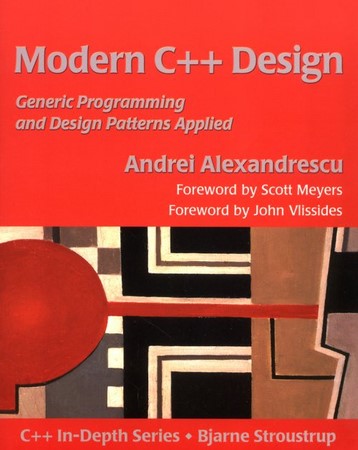 Modern C++ Design
Generic Programming
and Design Patterns Applied
Andrei Alexandrescu
Foreword by Scott Meyers
Foreword by John Vlissides
C++ In-Depth Series • Bjarne Stroustrup